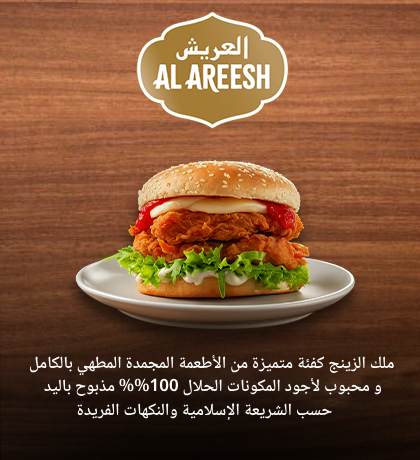 العريش
AL AREESH
ملك الزينج كفئة متميزة من الأطعمة المجمدة المطهي بالكامل
و محبوب لأجود المكونات الحلال 100%% مذبوح باليد
حسب الشريعة الإسلامية والنكهات الفريدة